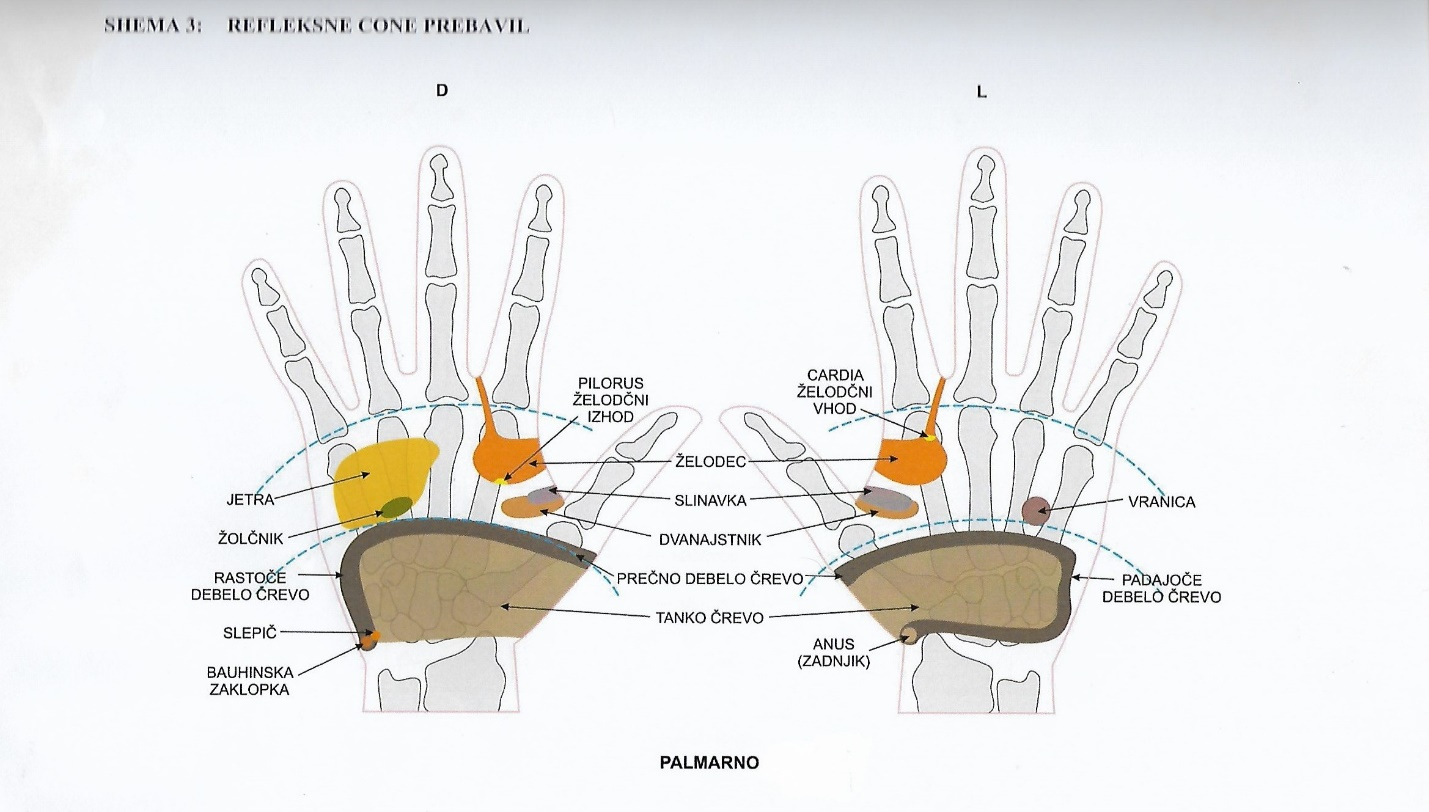 SHEMA 3: REFLEKSNE CONE PREBAVIL
D
L
PILORUS
ŽELODČNI
IZHOD
CARDIA
ŽELODČNI
VHOD
ŽELODEC
JETRA
SLINAVKA
VRANICA
ŽOLČNIK
DVANAJSTNIK
RASTOČE
DEBELO ČREVO
PREČNO DEBELO ČREVO
PADAJOČE
DEBELO ČREVO
TANKO ČREVO
SLEPIČ
ANUS
(ZADNJIK)
BAUHINSKA
ZAKLOPKA
PALMARNO